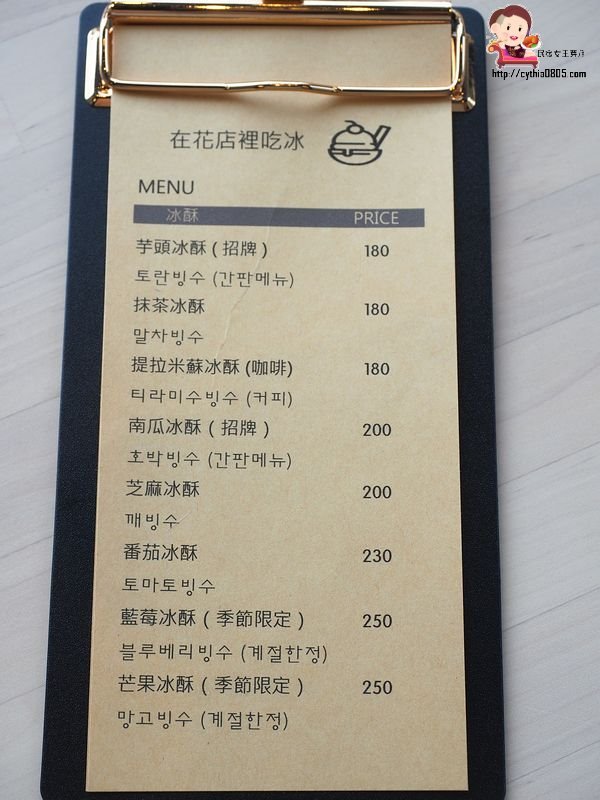 民宿女王芽月
http://cythia0805.com
在花店裡吃冰
MENU
冰酥 PRICE
芋頭冰酥 ( 招牌 ) 180
토란빙수 (간판메뉴)
抹茶冰酥 180
말차빙수
提拉米蘇冰酥 (咖啡) 180
티라미수빙수 (커피)
南瓜冰酥 ( 招牌 ) 200
호박빙수 (간판메뉴)
芝麻冰酥 200
깨빙수
番茄冰酥 230
토마토빙수
藍莓冰酥 ( 季節限定 ) 250
블루베리빙수 (계절한정)
芒果冰酥 ( 季節限定 ) 250
망고빙수 (계절한정)